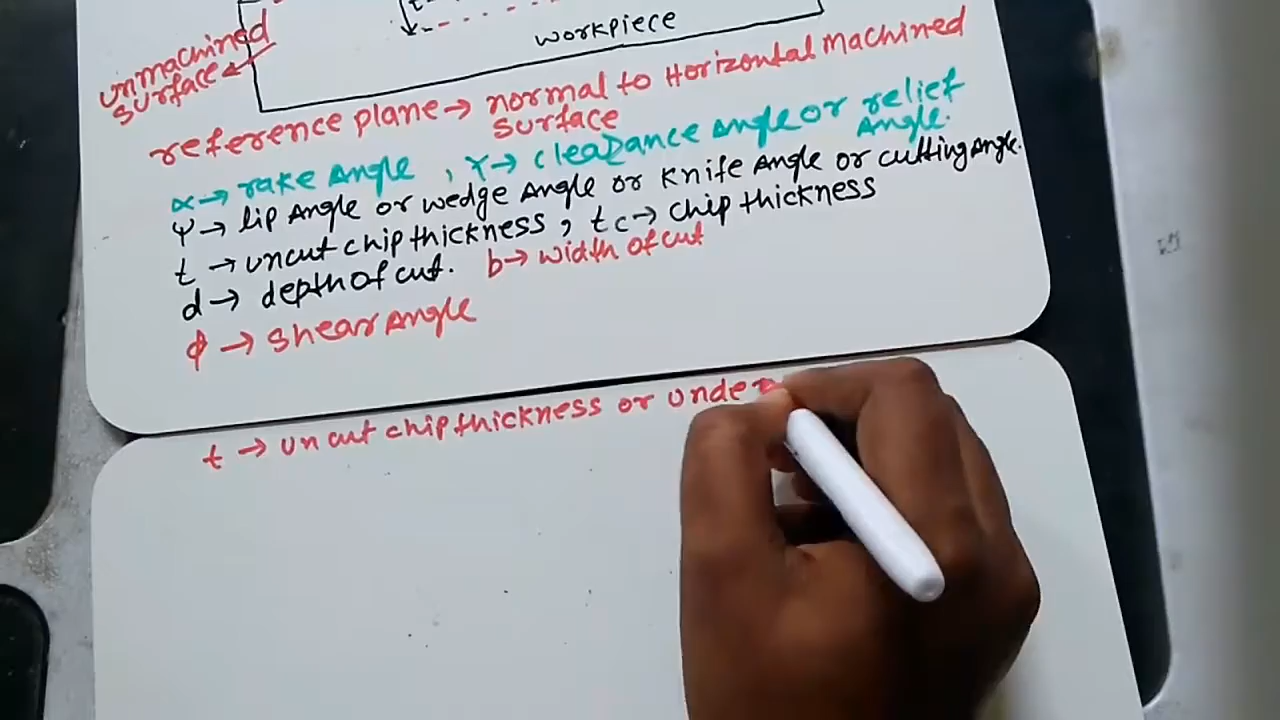 t
workpiece
unmachined
surface
reference plane → normal to Horizontal Machined
surface
α → rake Angle , γ → clearance Angle or relief
Angle.
ψ → lip Angle or wedge Angle or knife Angle or cutting Angle.
t → uncut chip thickness , tc → chip thickness
d → depth of cut. b → width of cut
ϕ → shear Angle
t → uncut chip thickness or under